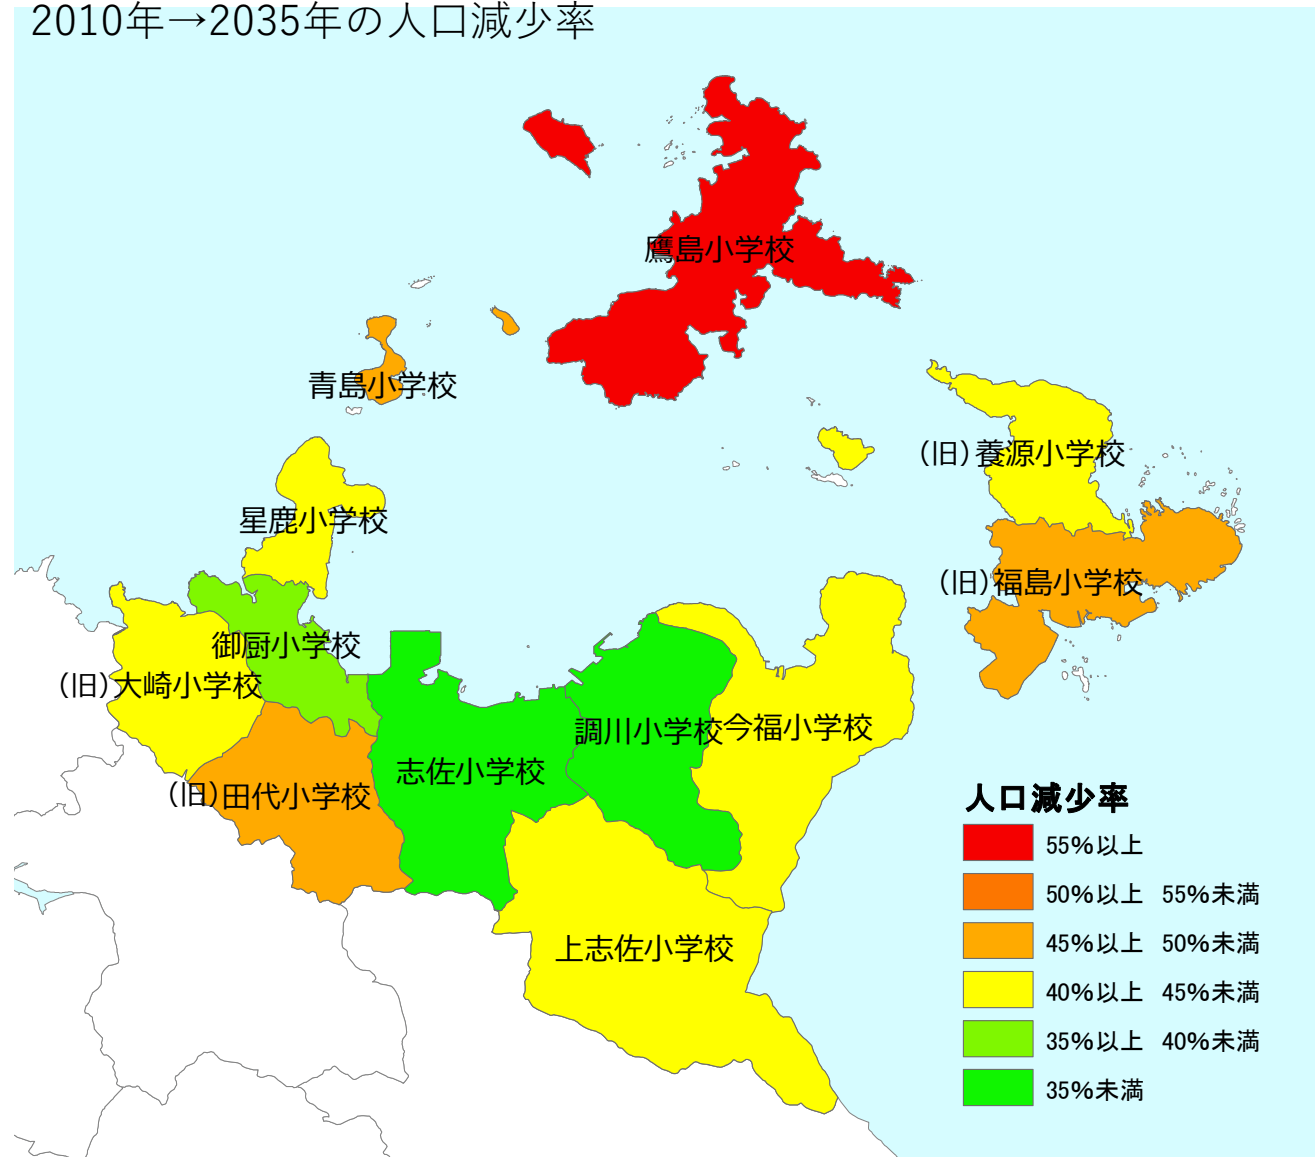 2010年→2035年の人口減少率
鷹島小学校
青島小学校
(旧)養源小学校
星鹿小学校
(旧)福島小学校
御厨小学校
(旧)大崎小学校
調川小学校
今福小学校
志佐小学校
(旧)田代小学校
上志佐小学校
人口減少率
55%以上
50%以上 55%未満
45%以上 50%未満
40%以上 45%未満
35%以上 40%未満
35%未満